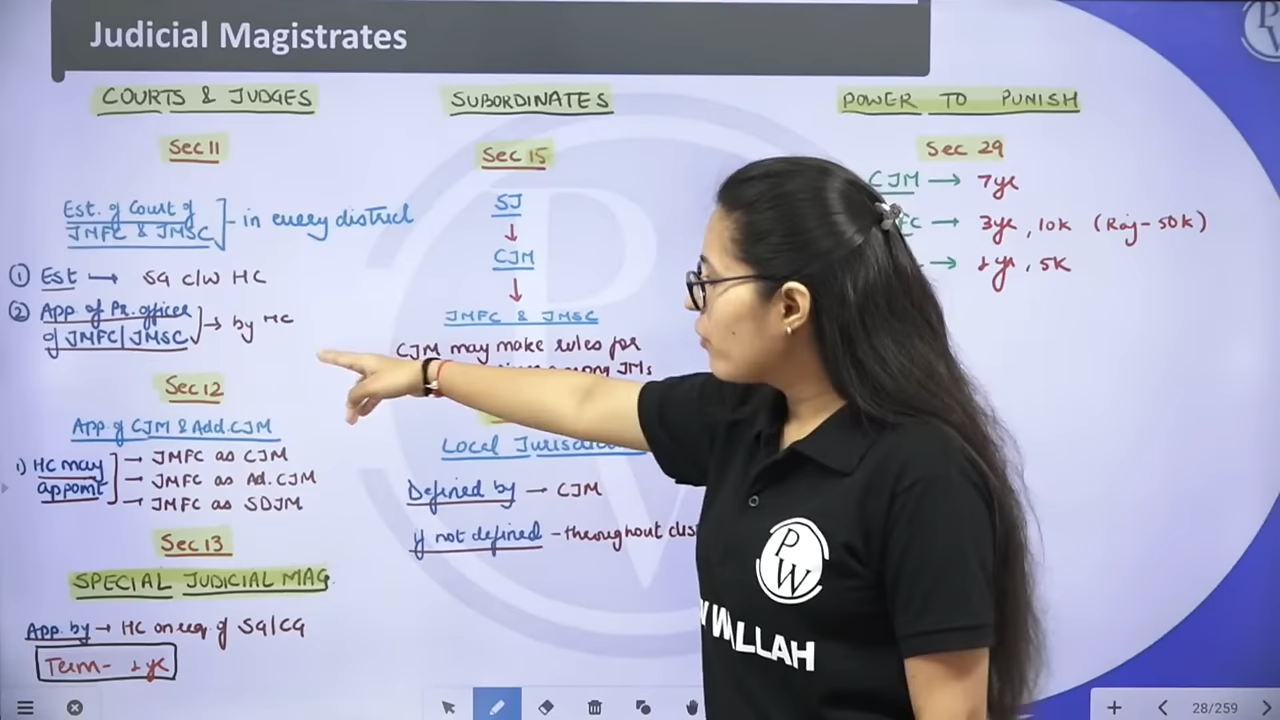 Judicial Magistrates
COURTS & JUDGES
Sec 11
Est. of Court of
JMFC & JMSC
in every district
① Est → SG c/w HC
② App. of Pr. officer
of JMFC/JMSC
→ by HC
Sec 12
App. of CJM & Add. CJM
1) HC may
appoint
→ JMFC as CJM
→ JMFC as Ad. CJM
→ JMFC as SDJM
Sec 13
SPECIAL JUDICIAL MAG.
App. by → HC on req. of SG/CG
Term - 1 yr
SUBORDINATES
Sec 15
SJ
↓
CJM
↓
JMFC & JMSC
CJM may make rules for
among JMs
Local
Defined by → CJM
if not defined - throughout
POWER TO PUNISH
Sec 29
CJM → 7yr
FC → 3yr, 10k (Raj - 50k)
→ 1yr, 5K
PW
WALLAH
28/259